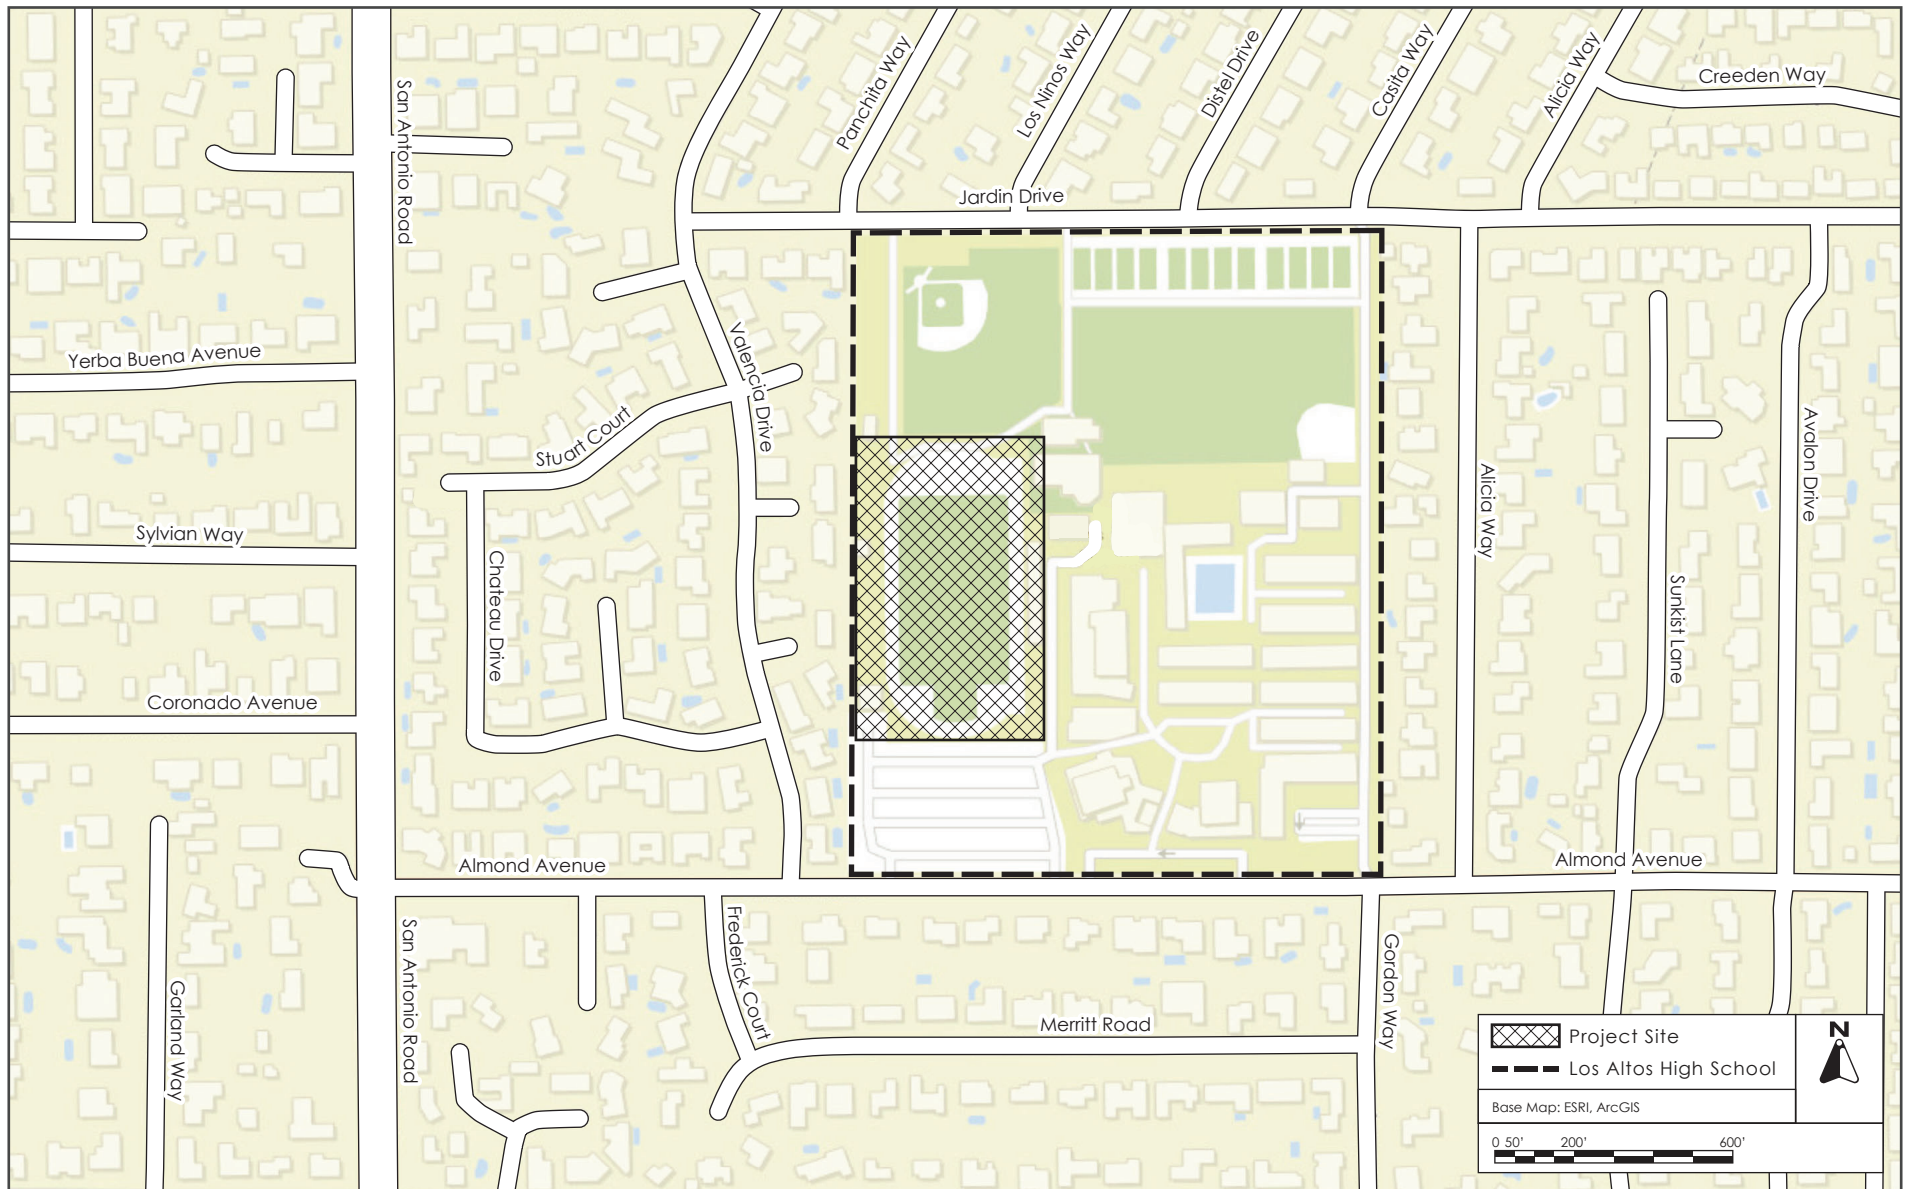 Panchita Way
Los Ninos Way
Distel Drive
Casita Way
Alicia Way
Creeden Way
San Antonio Road
Jardin Drive
Yerba Buena Avenue
Valencia Drive
Stuart Court
Avalon Drive
Alicia Way
Sylvian Way
Chateau Drive
Sunkist Lane
Coronado Avenue
Almond Avenue
Almond Avenue
San Antonio Road
Frederick Court
Gordon Way
Garland Way
Merritt Road
Project Site
Los Altos High School
N
Base Map: ESRI, ArcGIS
0 50' 200' 600'